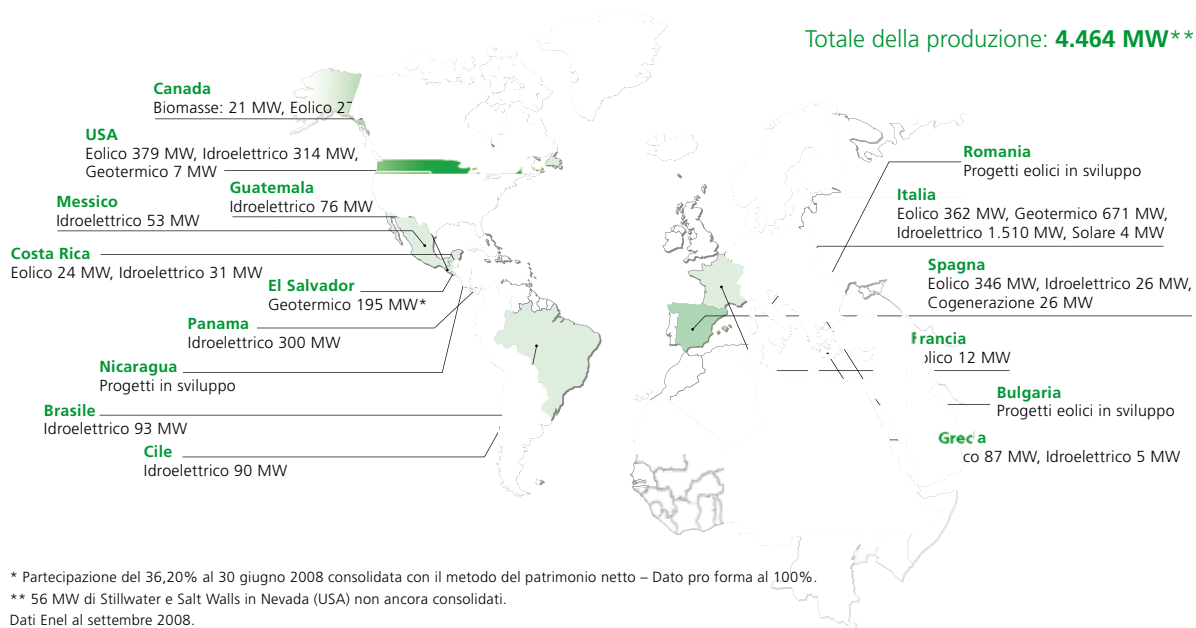 Totale della produzione: 4.464 MW**
Canada
Biomasse: 21 MW, Eolico
USA
Eolico 379 MW, Idroelettrico 314 MW,
Geotermico 7 MW
Guatemala
Idroelettrico 76 MW
Messico
Idroelettrico 53 MW
Costa Rica
Eolico 24 MW, Idroelettrico 31 MW
El Salvador
Geotermico 195 MW*
Panama
Idroelettrico 300 MW
Nicaragua
Progetti in sviluppo
Brasile
Idroelettrico 93 MW
Cile
Idroelettrico 90 MW
Romania
Progetti eolici in sviluppo
Italia
Eolico 362 MW, Geotermico 671 MW,
Idroelettrico 1.510 MW, Solare 4 MW
Spagna
Eolico 346 MW, Idroelettrico 26 MW,
Cogenerazione 26 MW
Francia
olico 12 MW
Bulgaria
Progetti eolici in sviluppo
Grecia
co 87 MW, Idroelettrico 5 MW
* Partecipazione del 36,20% al 30 giugno 2008 consolidata con il metodo del patrimonio netto – Dato pro forma al 100%.
** 56 MW di Stillwater e Salt Walls in Nevada (USA) non ancora consolidati.
Dati Enel al settembre 2008.